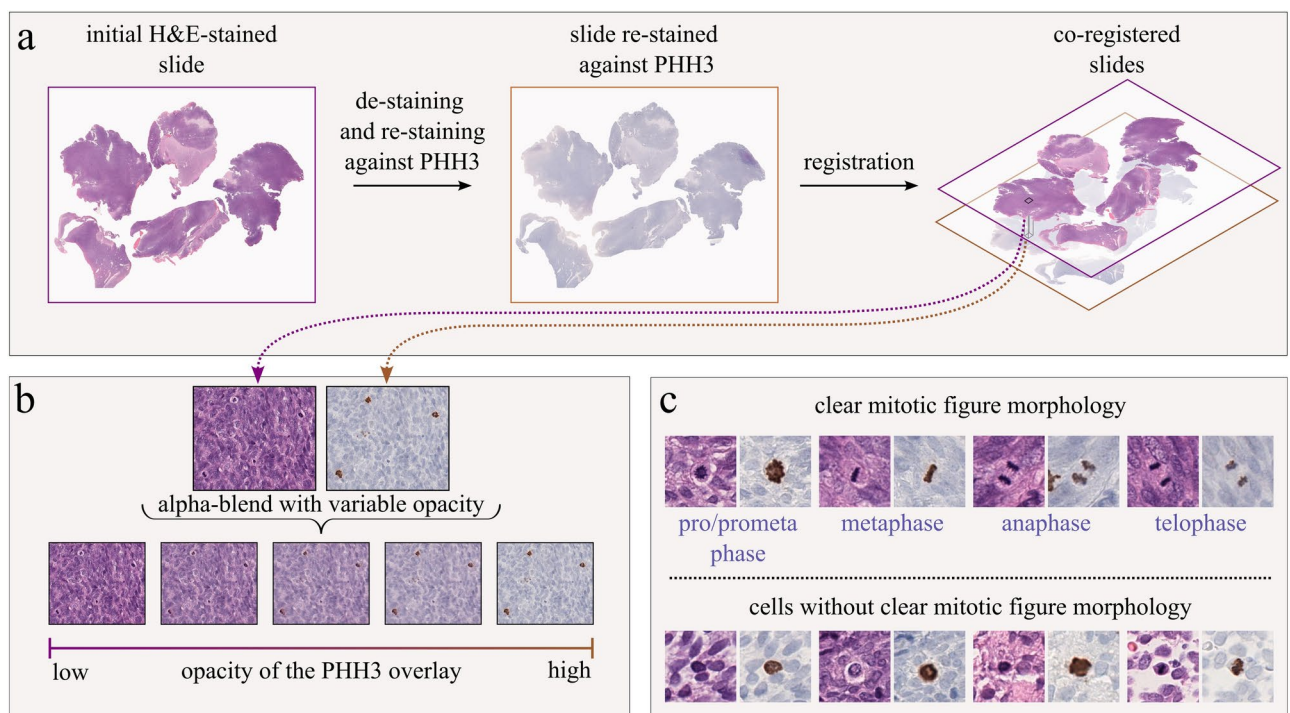 a
initial H&E-stained
slide
de-staining
and re-staining
against PHH3
slide re-stained
against PHH3
registration
co-registered
slides
b
alpha-blend with variable opacity
low
opacity of the PHH3 overlay
high
c
clear mitotic figure morphology
pro/prometa
phase
metaphase
anaphase
telophase
cells without clear mitotic figure morphology